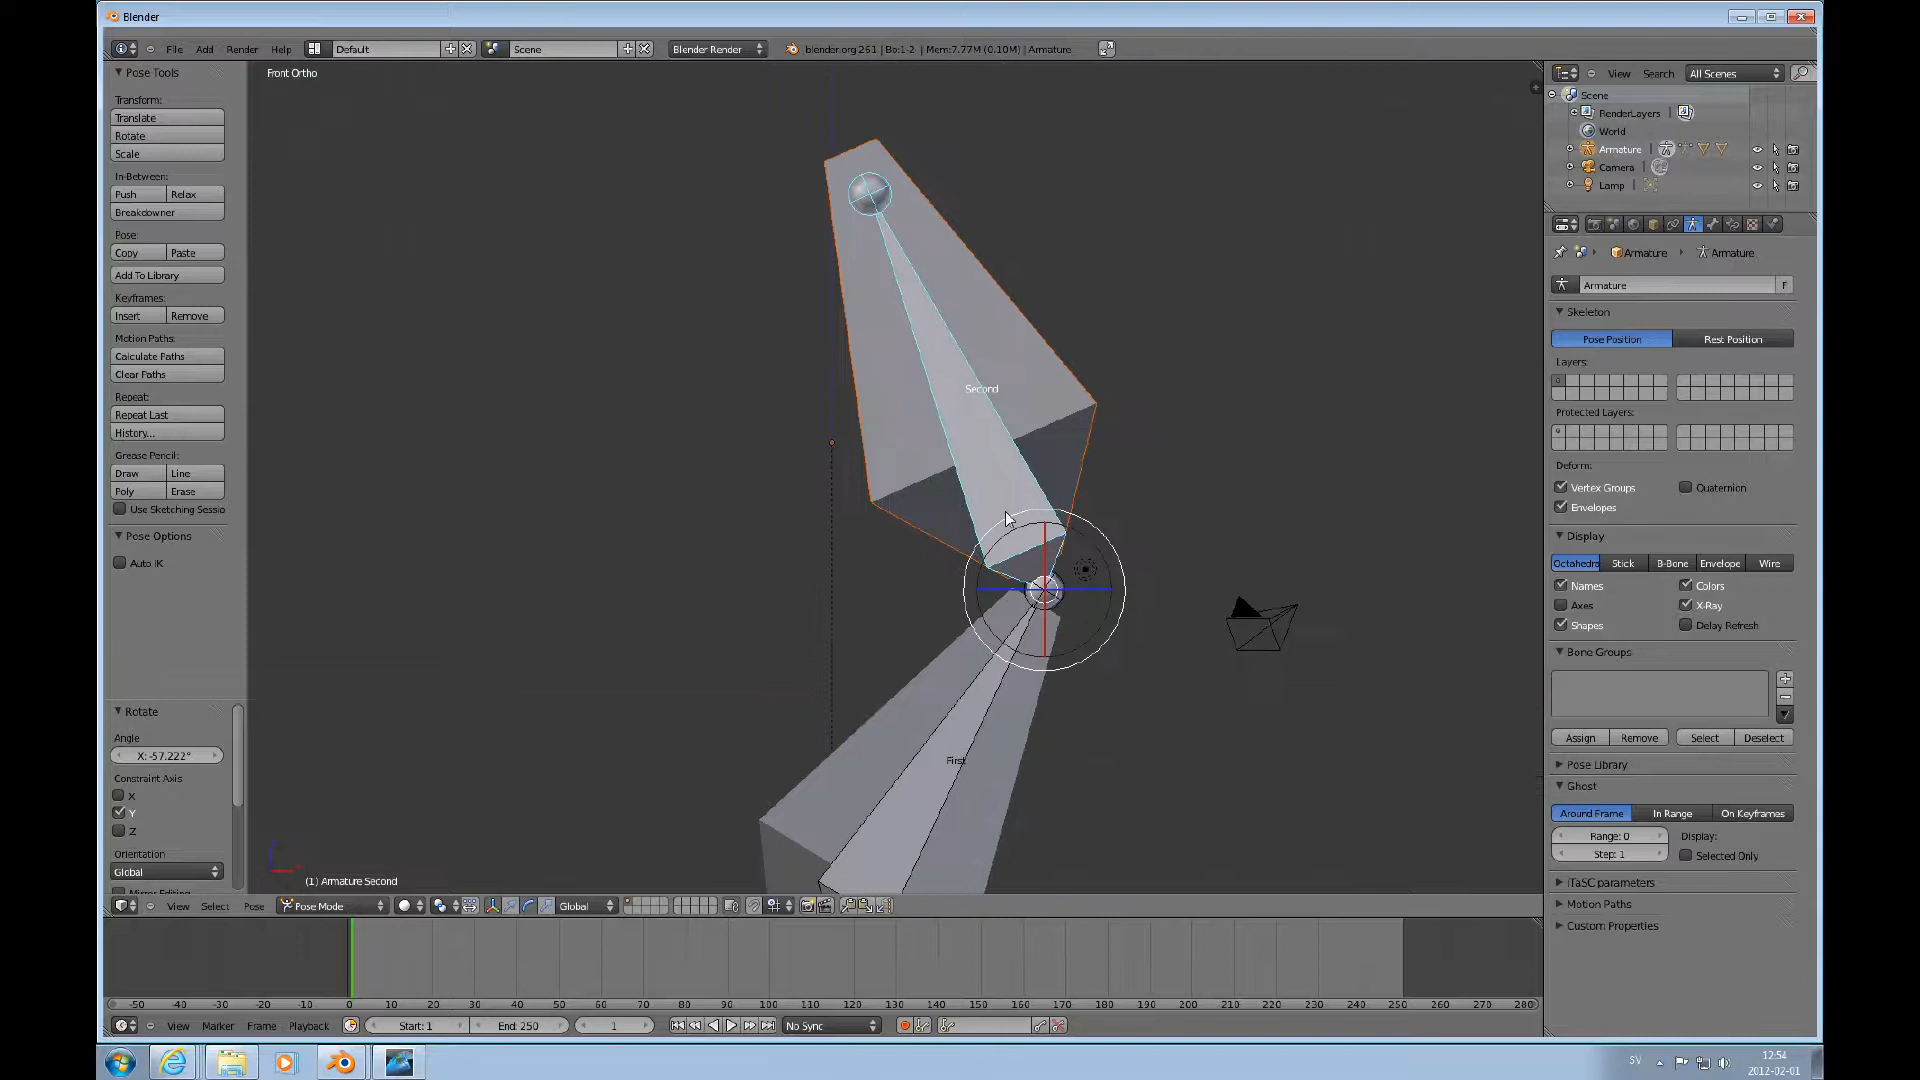 Blender
File Add Render Help Default Scene Blender Render blender.org 261 | Bo:1-2 | Mem:7.77M (0.10M) | Armature
Pose Tools
Transform:
Translate
Rotate
Scale
In-Between:
Push Relax
Breakdowner
Pose:
Copy Paste
Add To Library
Keyframes:
Insert Remove
Motion Paths:
Calculate Paths
Clear Paths
Repeat:
Repeat Last
History...
Grease Pencil:
Draw Line
Poly Erase
Use Sketching Sessio
Pose Options
Auto IK
Rotate
Angle
X: -57.222°
Constraint Axis
X
Y
Z
Orientation
Global
Front Ortho
Second
First
(1) Armature Second
View Select Pose Pose Mode Global
-50 -40 -30 -20 -10 0 10 20 30 40 50 60 70 80 90 100 110 120 130 140 150 160 170 180 190 200 210 220 230 240 250 260 270 280
View Marker Frame Playback Start: 1 End: 250 1 No Sync
View Search All Scenes
Scene
RenderLayers
World
Armature
Camera
Lamp
Armature Armature
Armature F
Skeleton
Pose Position Rest Position
Layers:
Protected Layers:
Deform:
Vertex Groups Quaternion
Envelopes
Display
Octahedr Stick B-Bone Envelope Wire
Names Colors
Axes X-Ray
Shapes Delay Refresh
Bone Groups
Assign Remove Select Deselect
Pose Library
Ghost
Around Frame In Range On Keyframes
Range: 0 Display:
Step: 1 Selected Only
iTaSC parameters
Motion Paths
Custom Properties
SV 12:54
2012-02-01